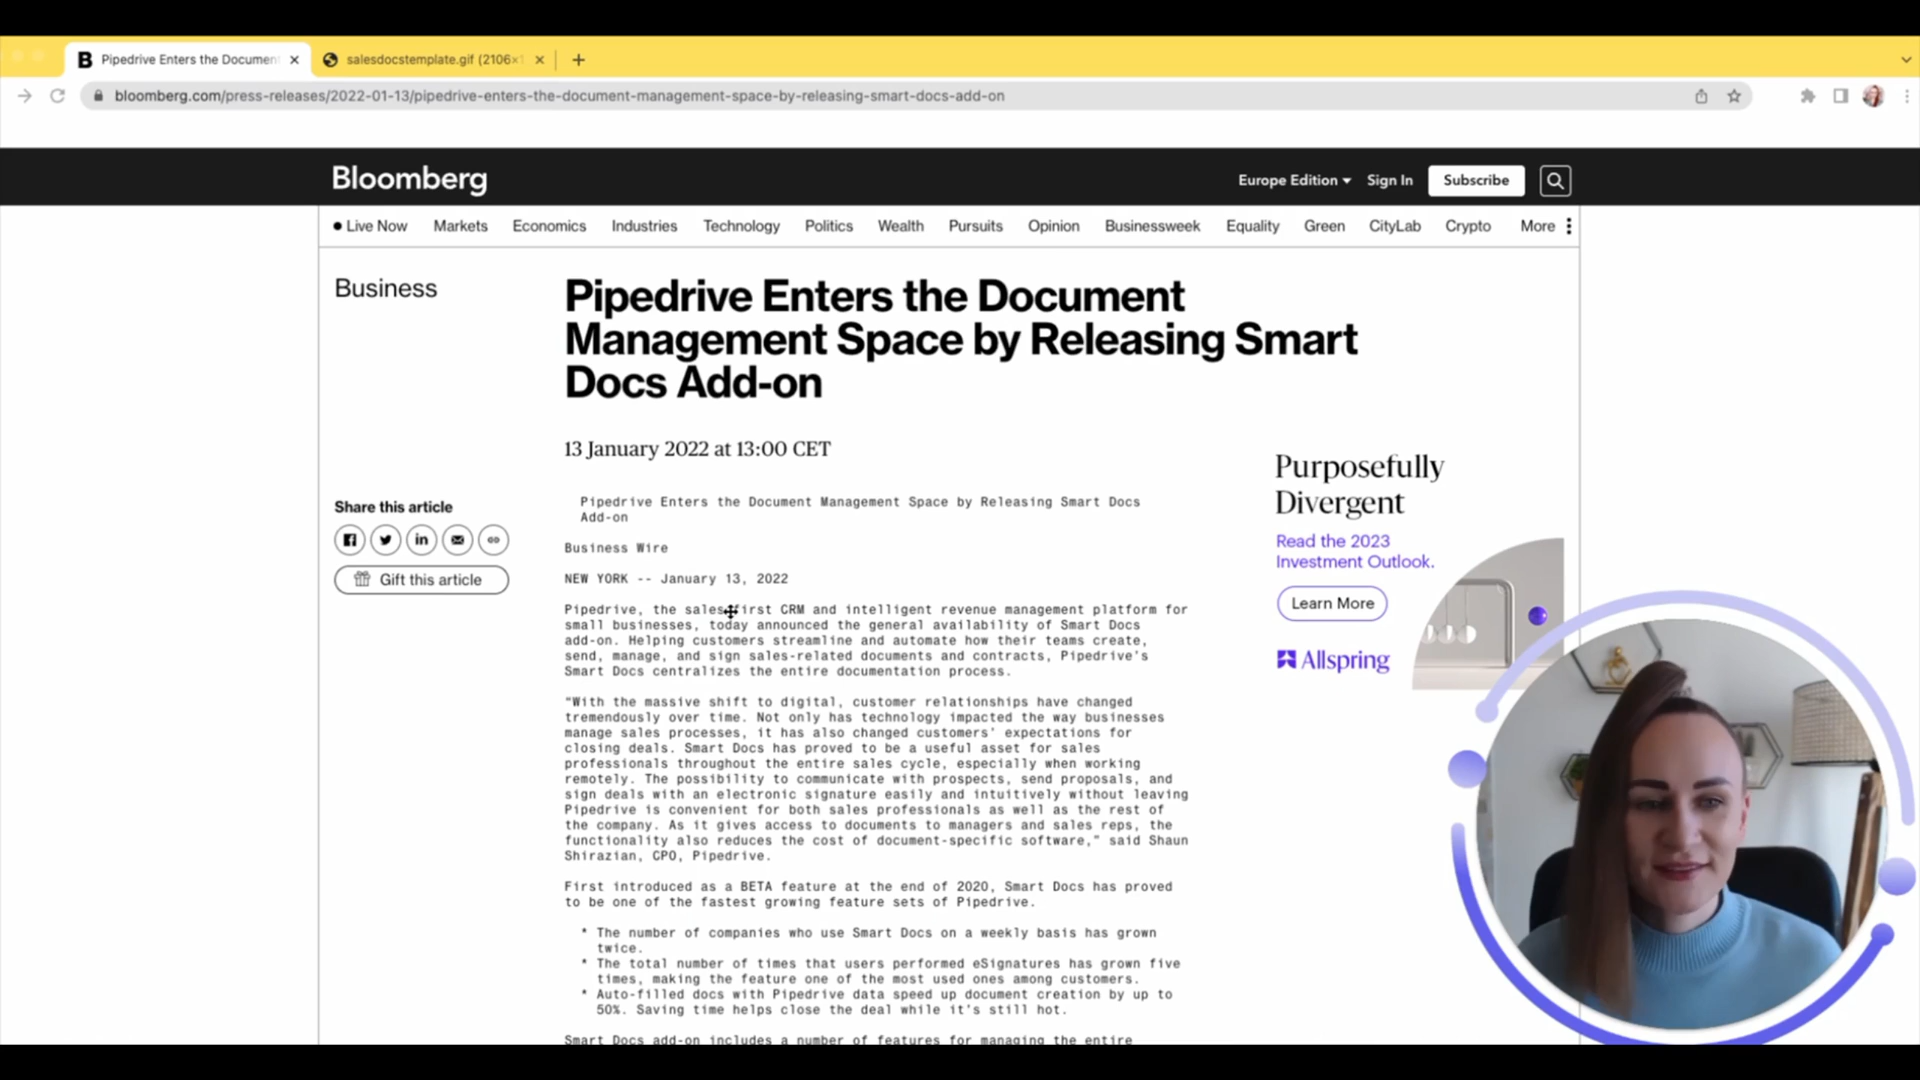 Pipedrive Enters the Documen
salesdocstemplate.gif (2106×1
bloomberg.com/press-releases/2022-01-13/pipedrive-enters-the-document-management-space-by-releasing-smart-docs-add-on
Bloomberg
Europe Edition
Sign In
Subscribe
Live Now Markets Economics Industries Technology Politics Wealth Pursuits Opinion Businessweek Equality Green CityLab Crypto More
Business
Pipedrive Enters the Document
Management Space by Releasing Smart
Docs Add-on
13 January 2022 at 13:00 CET
Share this article
Gift this article
Pipedrive Enters the Document Management Space by Releasing Smart Docs
Add-on
Business Wire
NEW YORK -- January 13, 2022
Pipedrive, the sales-first CRM and intelligent revenue management platform for
small businesses, today announced the general availability of Smart Docs
add-on. Helping customers streamline and automate how their teams create,
send, manage, and sign sales-related documents and contracts, Pipedrive's
Smart Docs centralizes the entire documentation process.
"With the massive shift to digital, customer relationships have changed
tremendously over time. Not only has technology impacted the way businesses
manage sales processes, it has also changed customers' expectations for
closing deals. Smart Docs has proved to be a useful asset for sales
professionals throughout the entire sales cycle, especially when working
remotely. The possibility to communicate with prospects, send proposals, and
sign deals with an electronic signature easily and intuitively without leaving
Pipedrive is convenient for both sales professionals as well as the rest of
the company. As it gives access to documents to managers and sales reps, the
functionality also reduces the cost of document-specific software," said Shaun
Shirazian, CPO, Pipedrive.
First introduced as a BETA feature at the end of 2020, Smart Docs has proved
to be one of the fastest growing feature sets of Pipedrive.
* The number of companies who use Smart Docs on a weekly basis has grown
twice.
* The total number of times that users performed eSignatures has grown five
times, making the feature one of the most used ones among customers.
* Auto-filled docs with Pipedrive data speed up document creation by up to
50%. Saving time helps close the deal while it's still hot.
Smart Docs add-on includes a number of features for managing the entire
Purposefully
Divergent
Read the 2023
Investment Outlook.
Learn More
Allspring